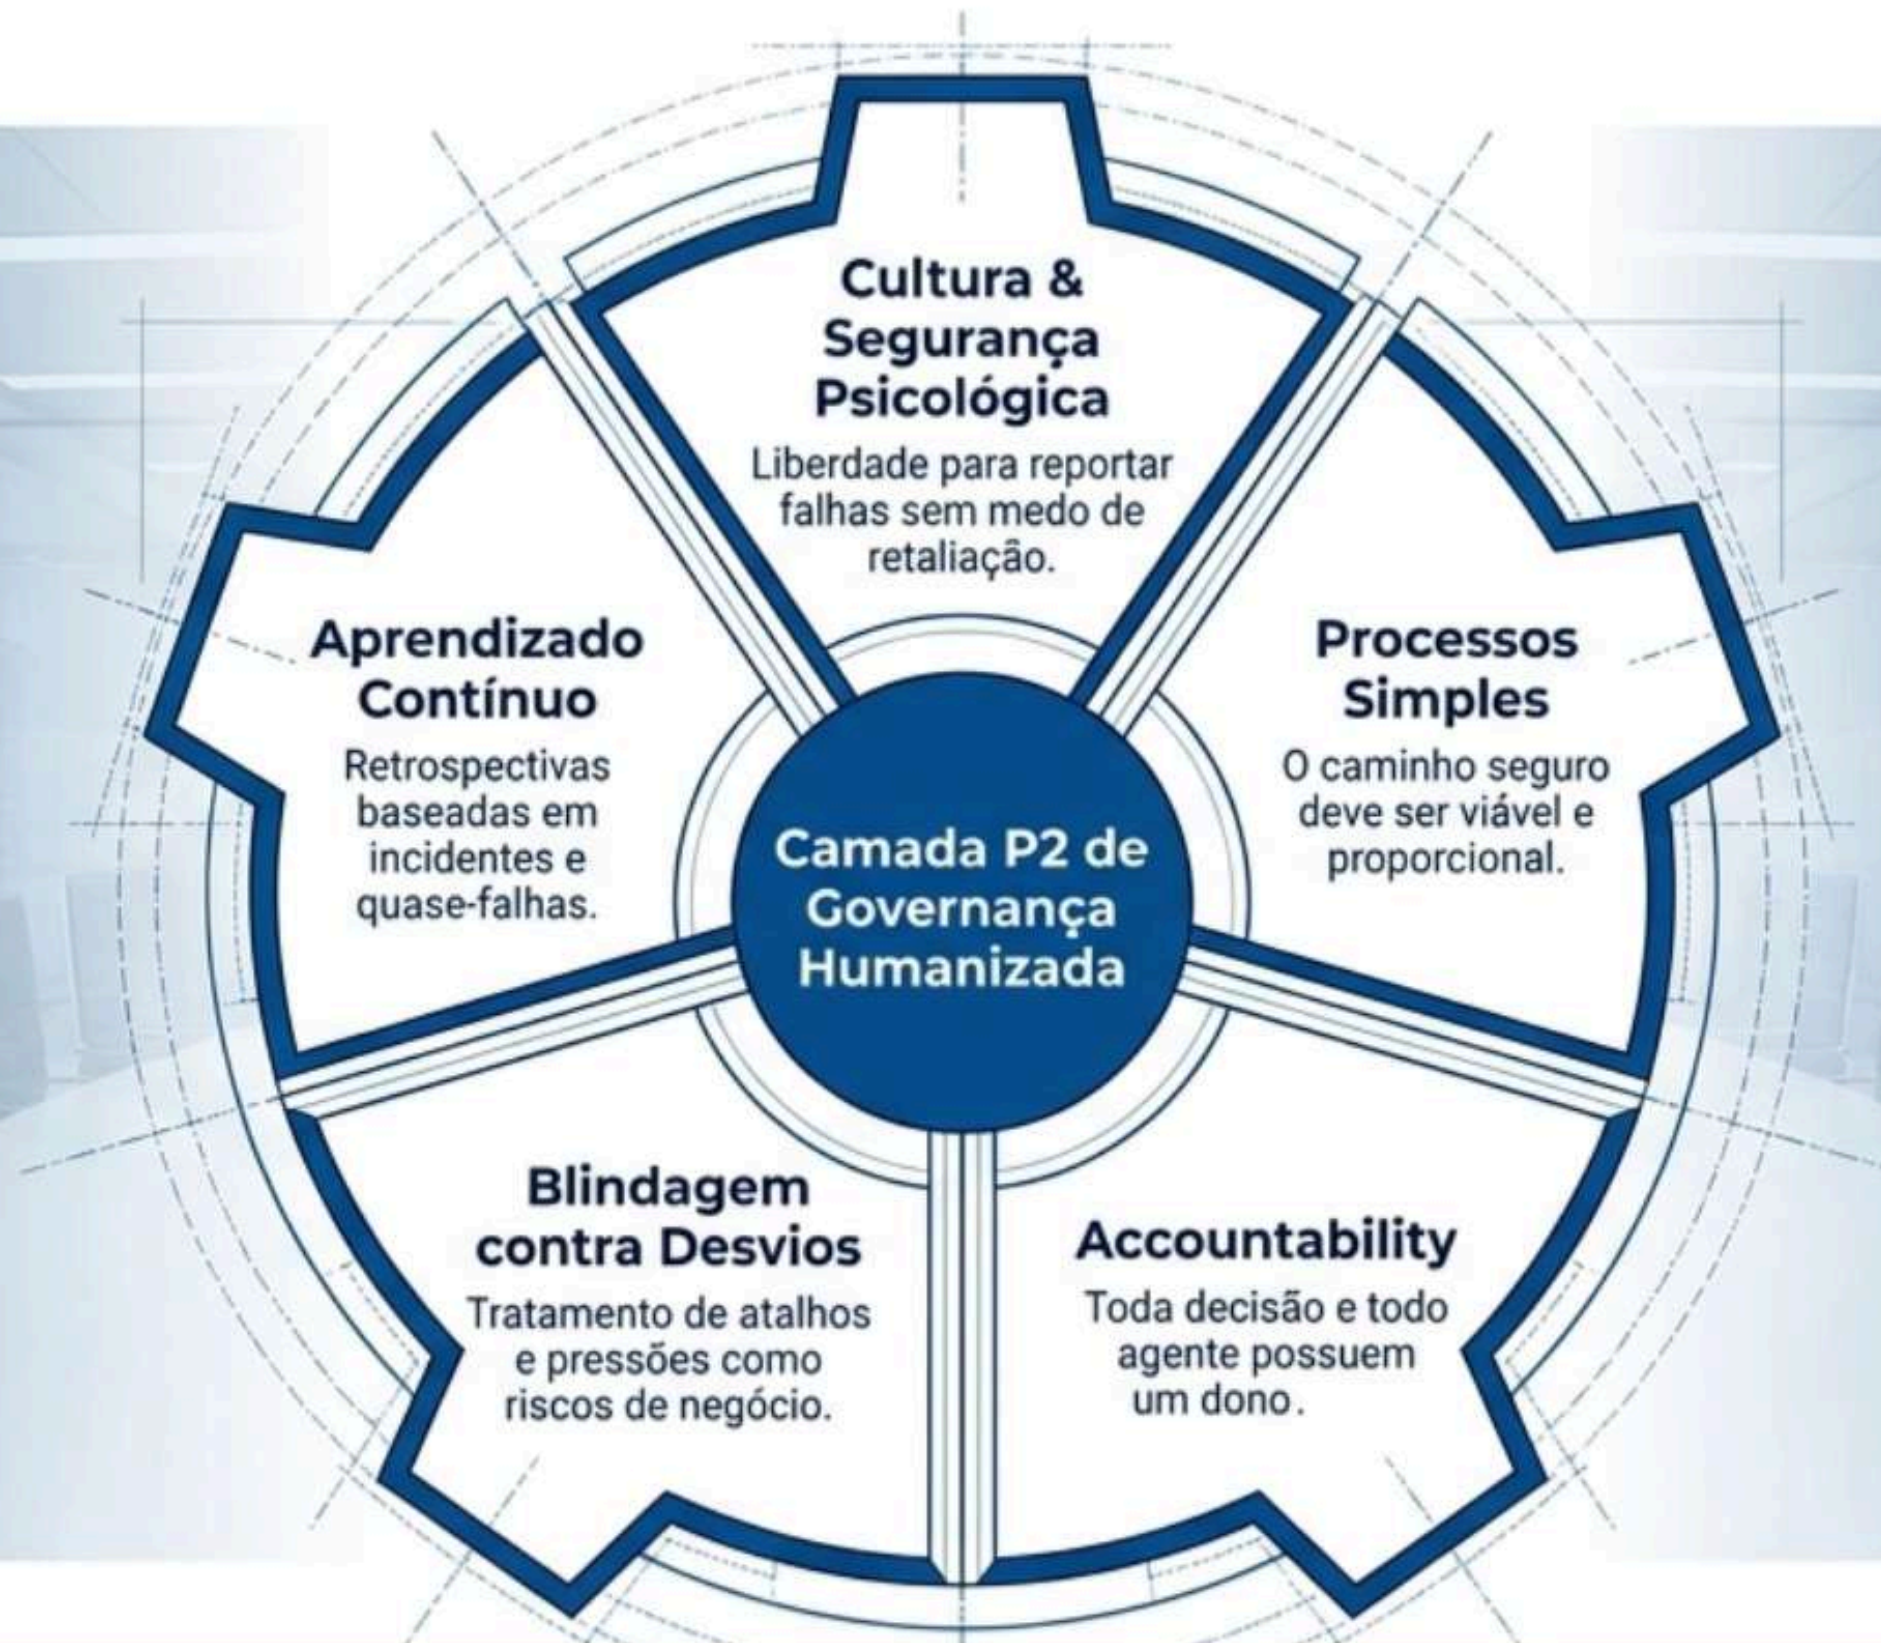 Cultura &
Segurança
Psicológica
Liberdade para reportar
falhas sem medo de
retaliação.
Processos
Simples
O caminho seguro
deve ser viável e
proporcional.
Accountability
Toda decisão e todo
agente possuem
um dono.
Blindagem
contra Desvios
Tratamento de atalhos
e pressões como
riscos de negócio.
Aprendizado
Contínuo
Retrospectivas
baseadas em
incidentes e
quase-falhas.
Camada P2 de
Governança
Humanizada